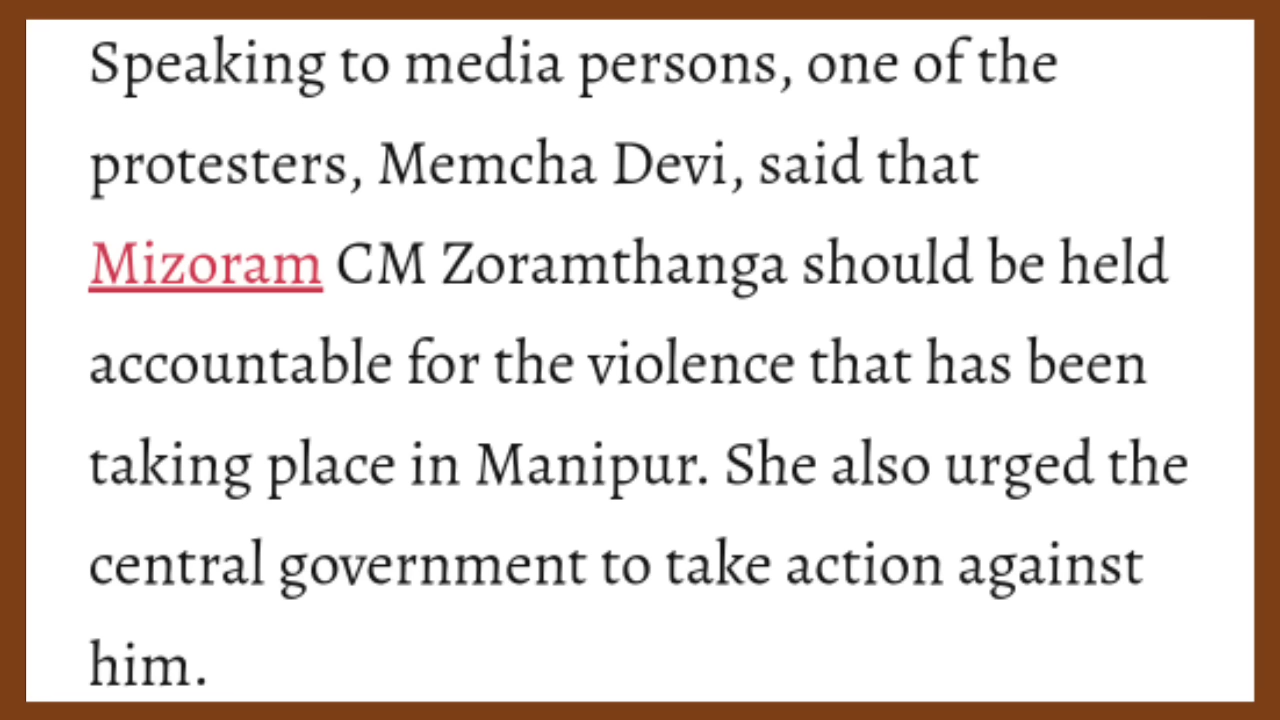 Speaking to media persons, one of the
protesters, Memcha Devi, said that
Mizoram CM Zoramthanga should be held
accountable for the violence that has been
taking place in Manipur. She also urged the
central government to take action against
him.